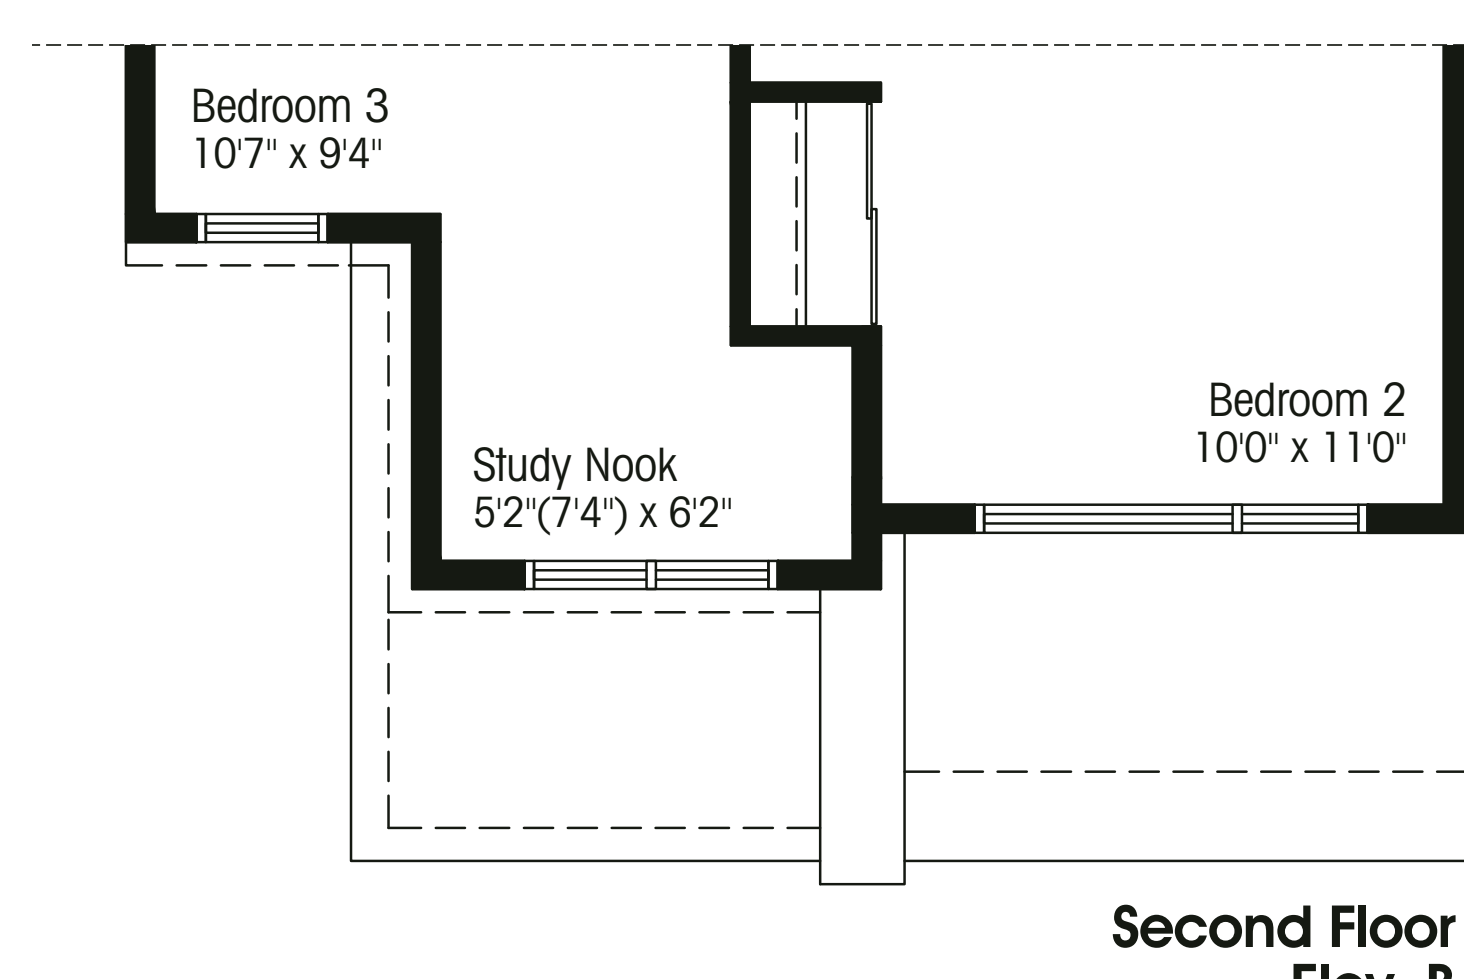 Bedroom 3
10'7" x 9'4"
Bedroom 2
10'0" x 11'0"
Study Nook
5'2"(7'4") x 6'2"
Second Floor
Elev. B